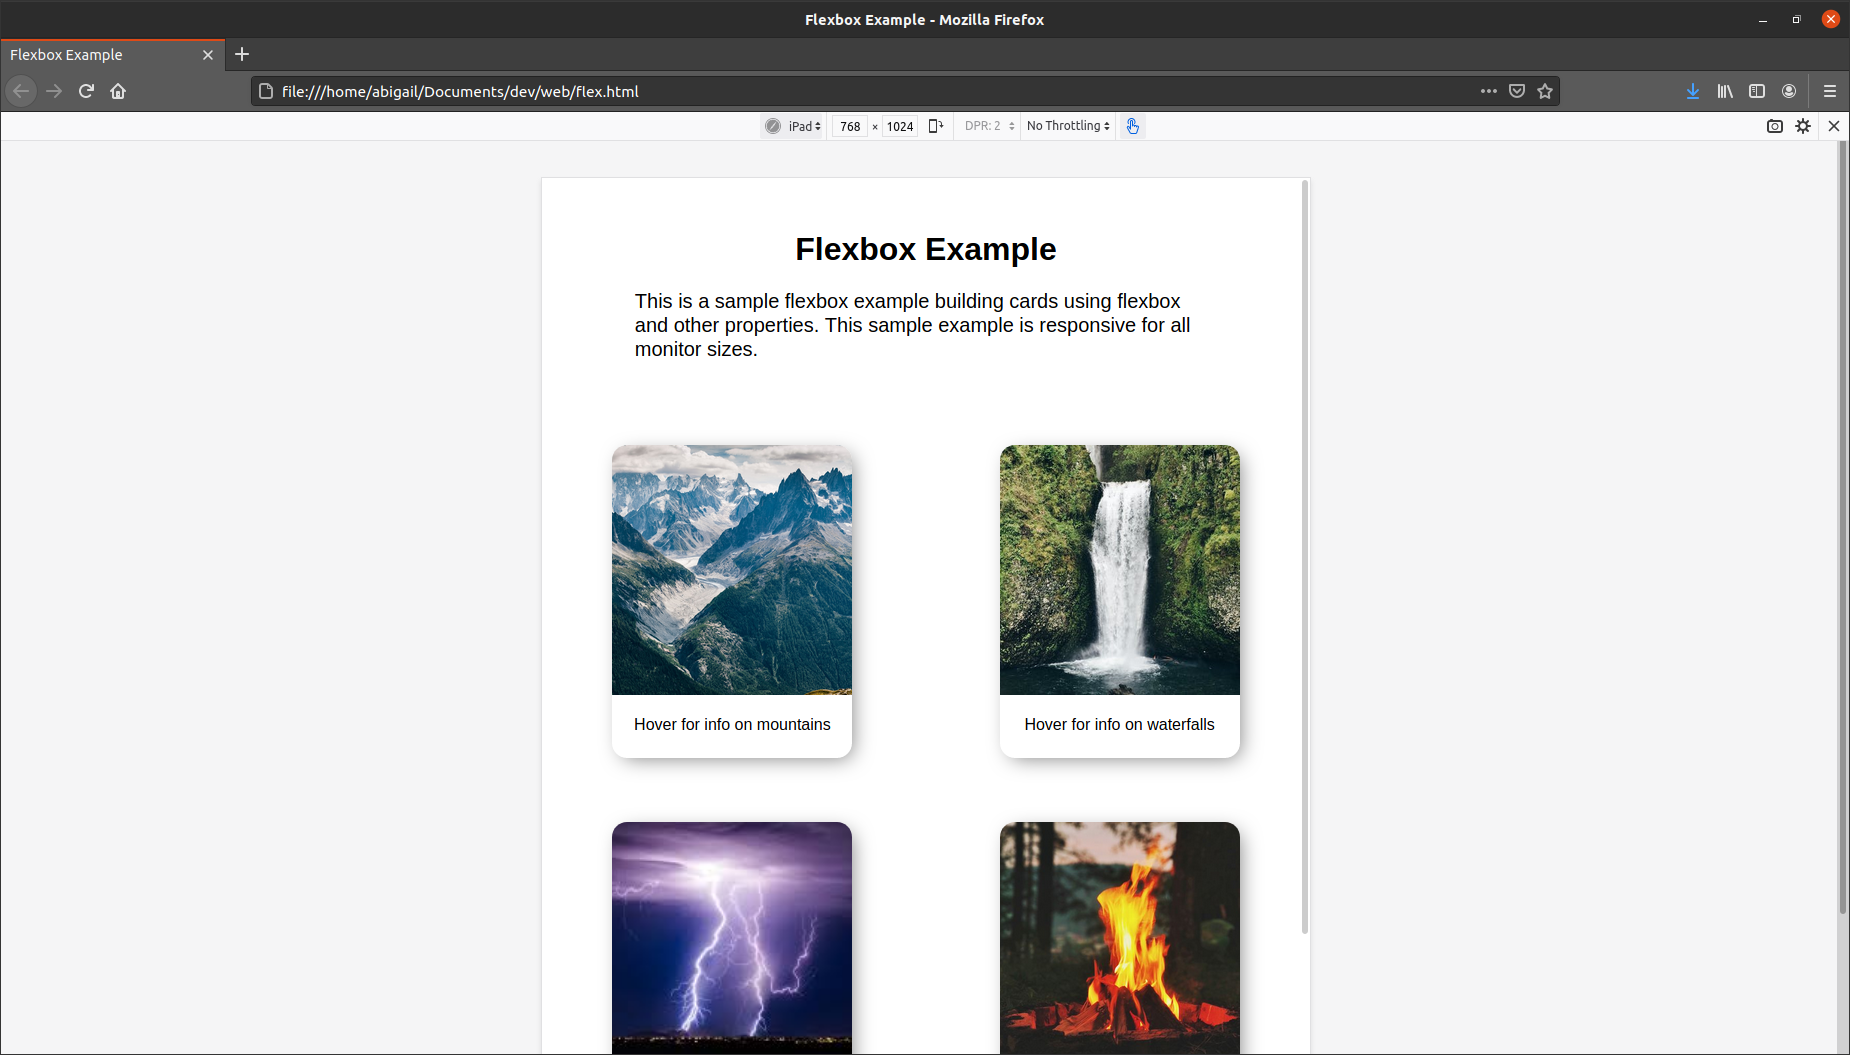 Flexbox Example - Mozilla Firefox
Flexbox Example
file:///home/abigail/Documents/dev/web/flex.html
iPad 768 × 1024 DPR: 2 No Throttling
Flexbox Example
This is a sample flexbox example building cards using flexbox
and other properties. This sample example is responsive for all
monitor sizes.
Hover for info on mountains
Hover for info on waterfalls